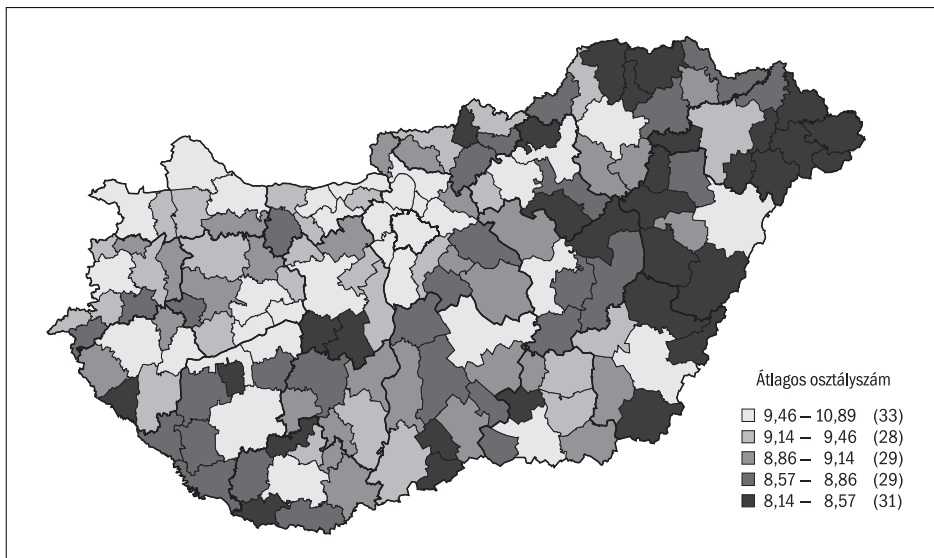 Átlagos osztályszám
9,46 – 10,89 (33)
9,14 – 9,46 (28)
8,86 – 9,14 (29)
8,57 – 8,86 (29)
8,14 – 8,57 (31)